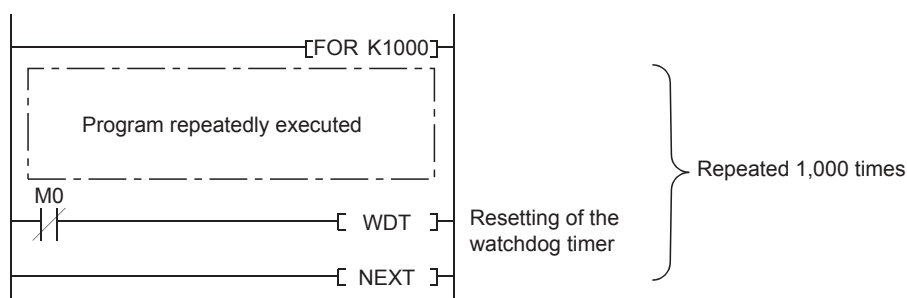 [FOR K1000]
Program repeatedly executed
Repeated 1,000 times
M0
[ WDT ]
Resetting of the
watchdog timer
[ NEXT ]